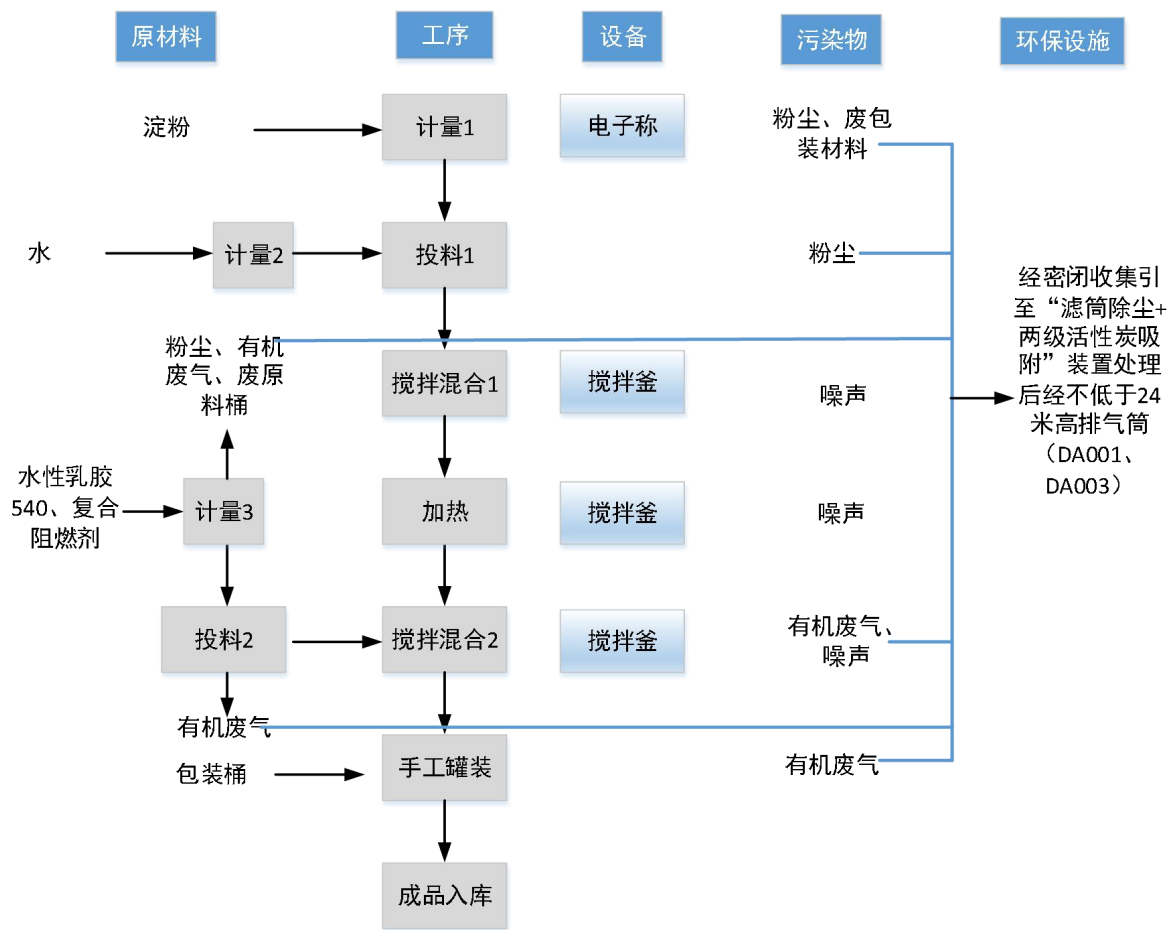 原材料
工序
设备
污染物
环保设施
淀粉
计量1
电子称
粉尘、废包
装材料
水
计量2
投料1
粉尘
粉尘、有机
废气、废原
料桶
搅拌混合1
搅拌釜
噪声
经密闭收集引
至“滤筒除尘+
两级活性炭吸
附”装置处理
后经不低于24
米高排气筒
（DA001、
DA003）
水性乳胶
540、复合
阻燃剂
计量3
加热
搅拌釜
噪声
投料2
搅拌混合2
搅拌釜
有机废气、
噪声
有机废气
包装桶
手工罐装
有机废气
成品入库